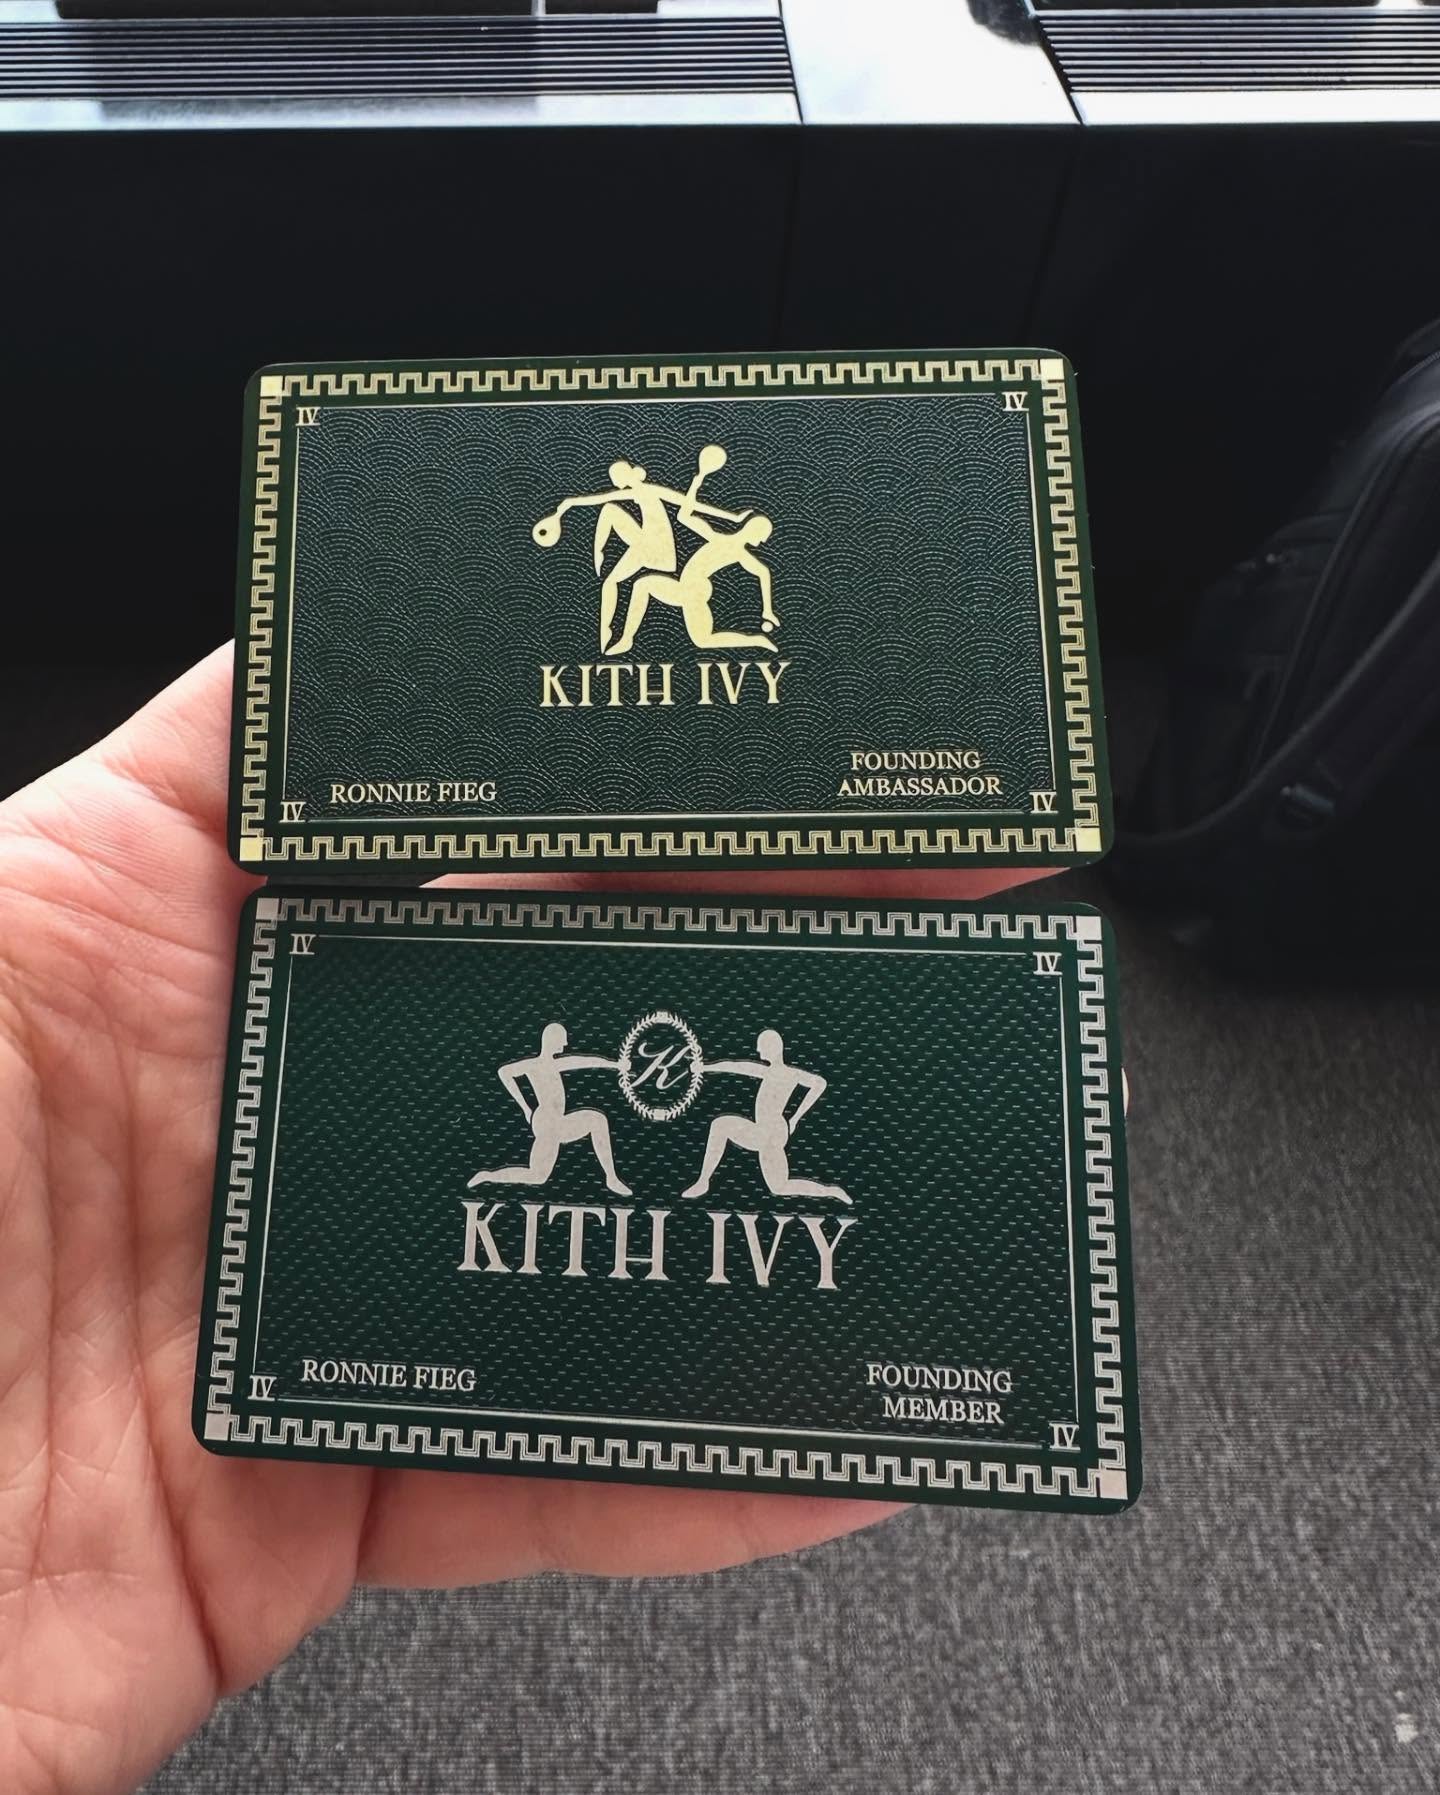 IV IV
KITH IVY
FOUNDING
AMBASSADOR
RONNIE FIEG
IV IV
IV IV
K
KITH IVY
RONNIE FIEG
FOUNDING
MEMBER
IV IV